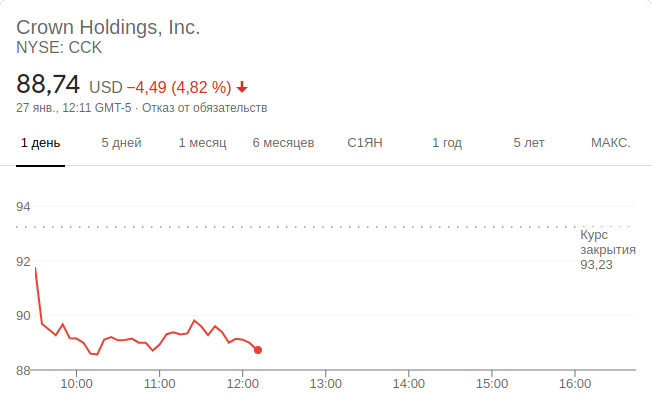 Crown Holdings, Inc.
NYSE: CCK
88,74 USD −4,49 (4,82 %)
27 янв., 12:11 GMT-5 · Отказ от обязательств
1 день 5 дней 1 месяц 6 месяцев С1ЯН 1 год 5 лет МАКС.
94
Курс
закрытия
93,23
92
90
88
10:00 11:00 12:00 13:00 14:00 15:00 16:00